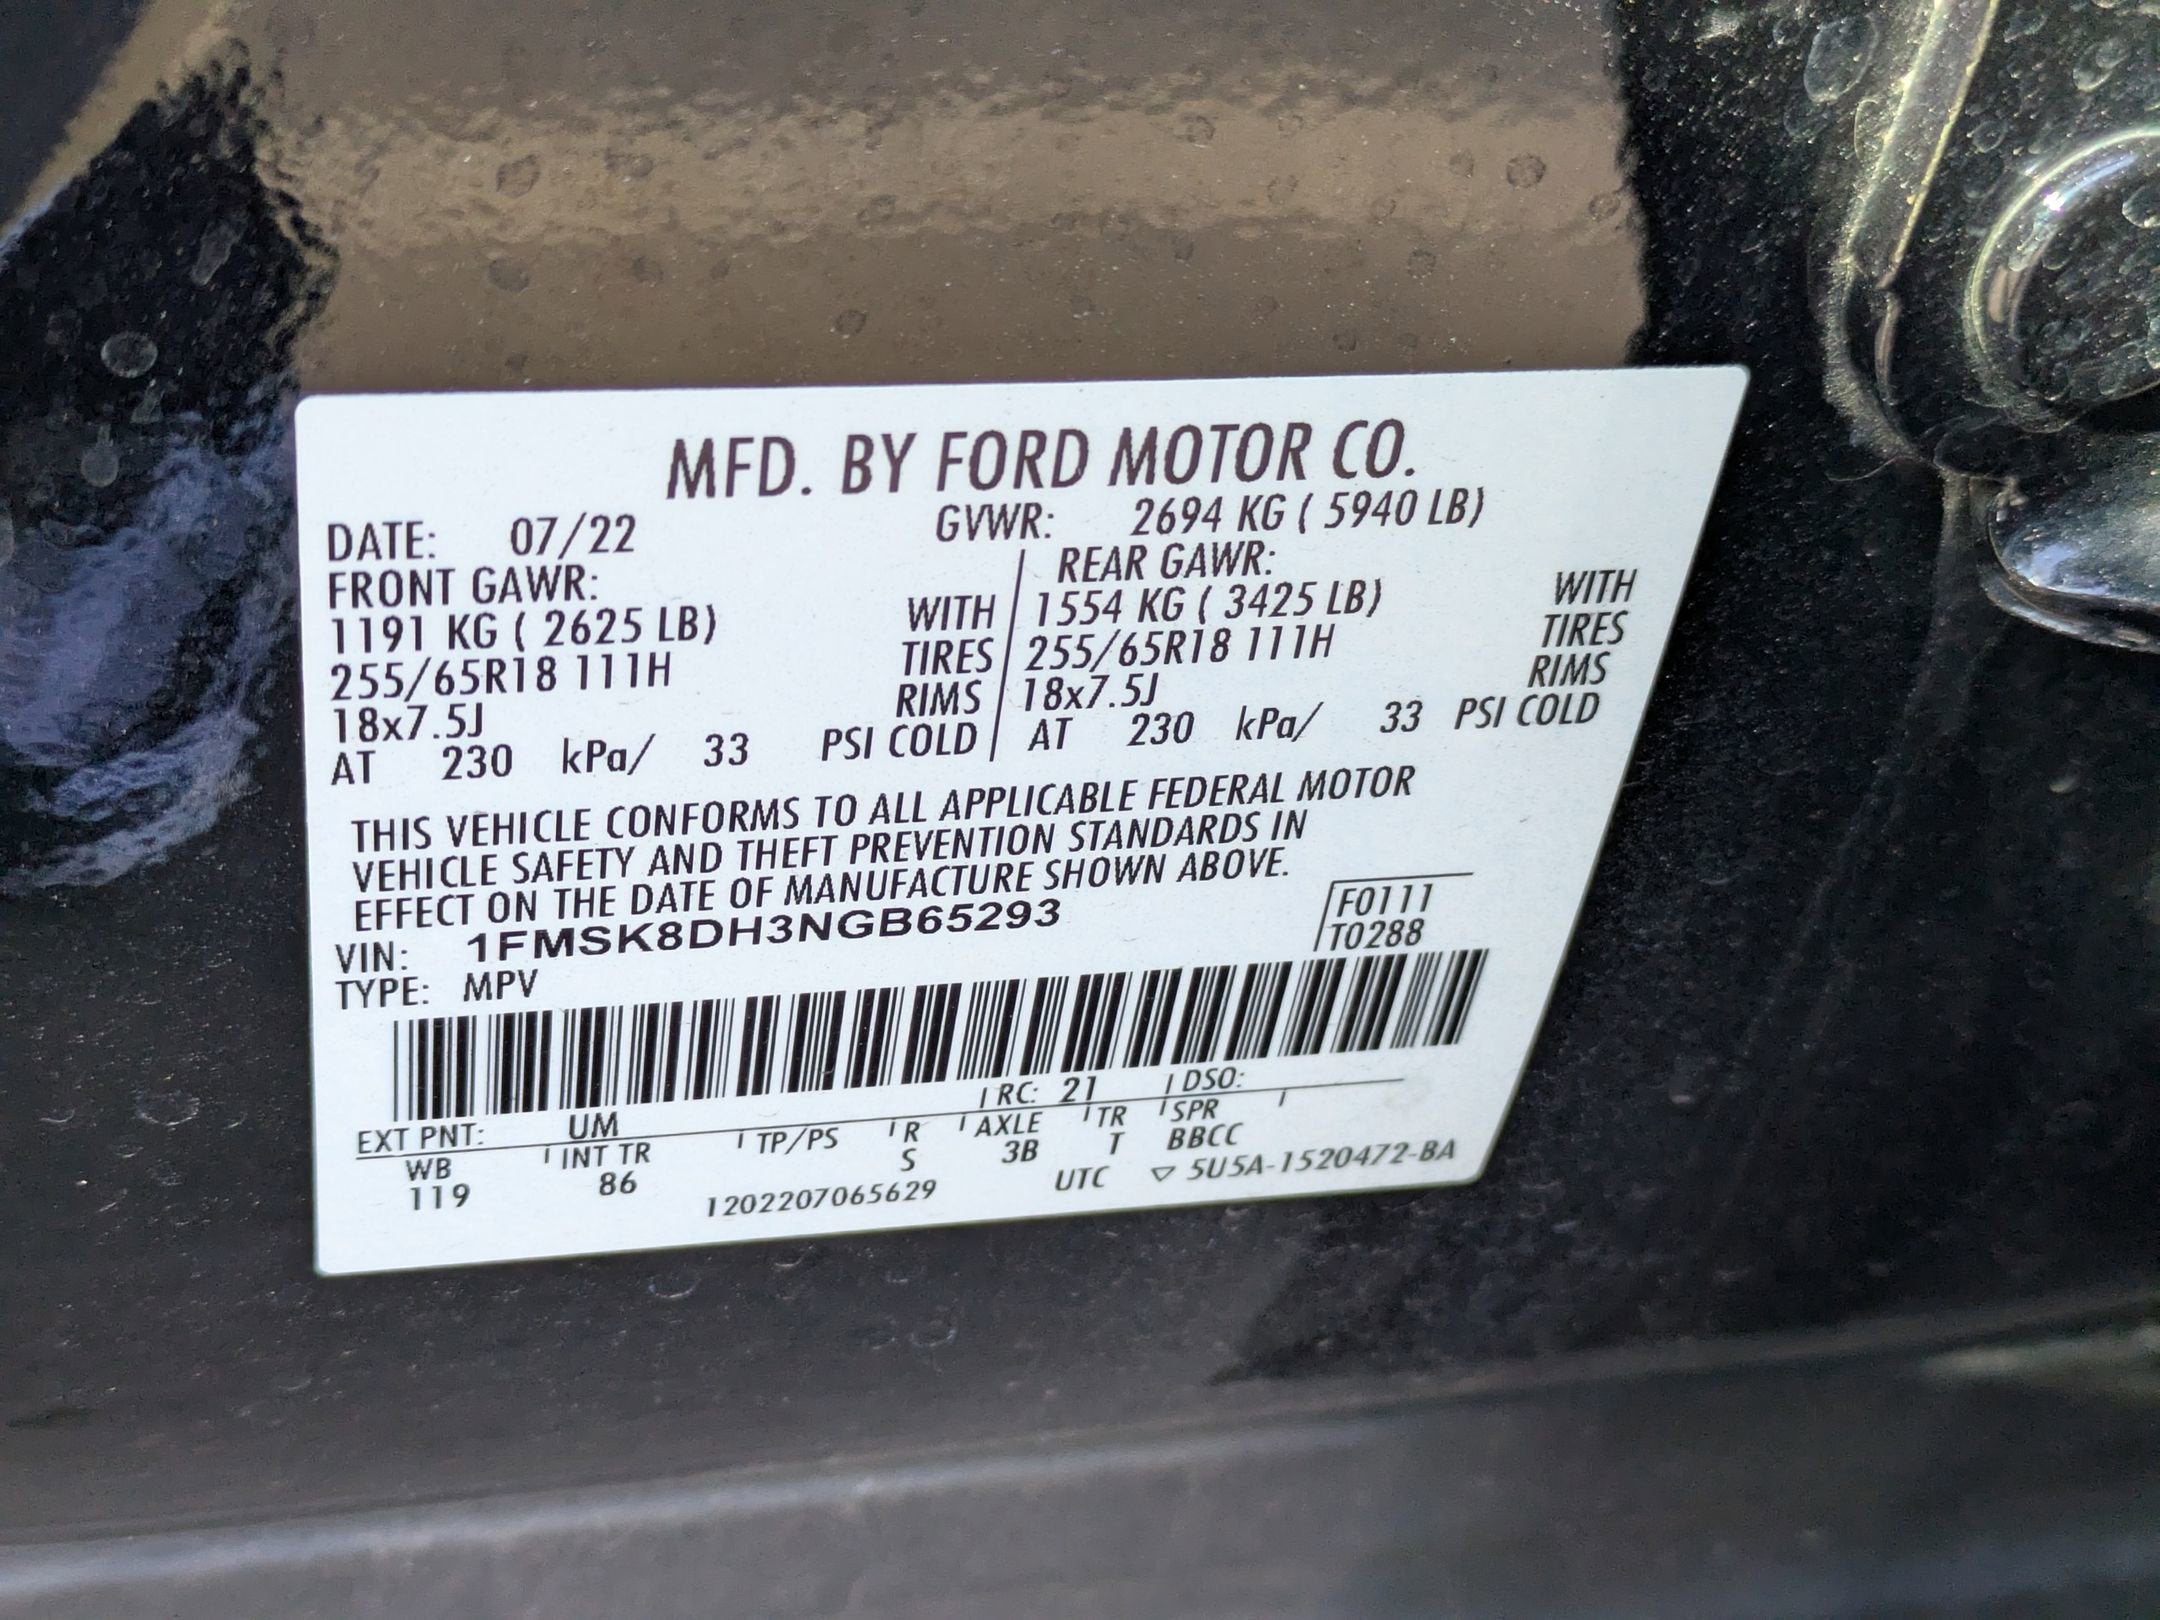 MFD. BY FORD MOTOR CO.
DATE: 07/22 GVWR: 2694 KG ( 5940 LB)
FRONT GAWR: REAR GAWR:
1191 KG ( 2625 LB) WITH 1554 KG ( 3425 LB) WITH
255/65R18 111H TIRES 255/65R18 111H TIRES
18x7.5J RIMS 18x7.5J RIMS
AT 230 kPa/ 33 PSI COLD AT 230 kPa/ 33 PSI COLD
THIS VEHICLE CONFORMS TO ALL APPLICABLE FEDERAL MOTOR
VEHICLE SAFETY AND THEFT PREVENTION STANDARDS IN
EFFECT ON THE DATE OF MANUFACTURE SHOWN ABOVE.
VIN: 1FMSK8DH3NGB65293 F0111
TYPE: MPV T0288
EXT PNT: UM RC: 21 DSO:
WB INT TR TP/PS R AXLE TR SPR
119 86 S 3B T BBCC
1202207065629 UTC ▽ 5U5A-1520472-BA